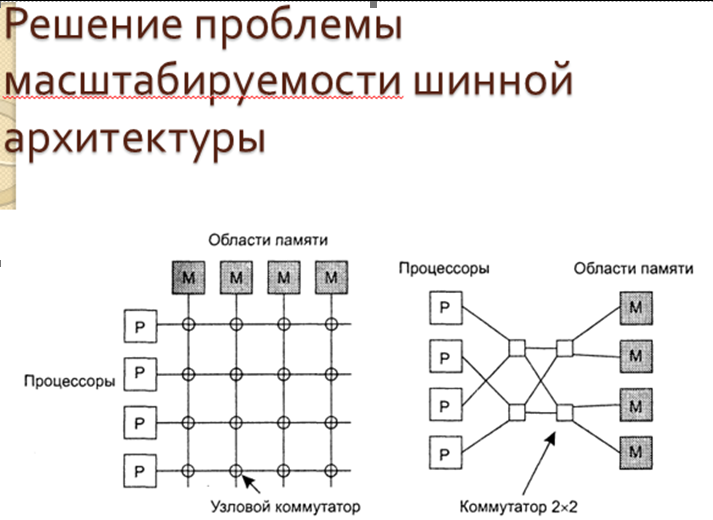 Решение проблемы
масштабируемости шинной
архитектуры
Области памяти
М М М М
Р
Р
Процессоры
Р
Р
Узловой коммутатор
Процессоры
Области памяти
Р М
Р М
Р М
Р М
Коммутатор 2×2